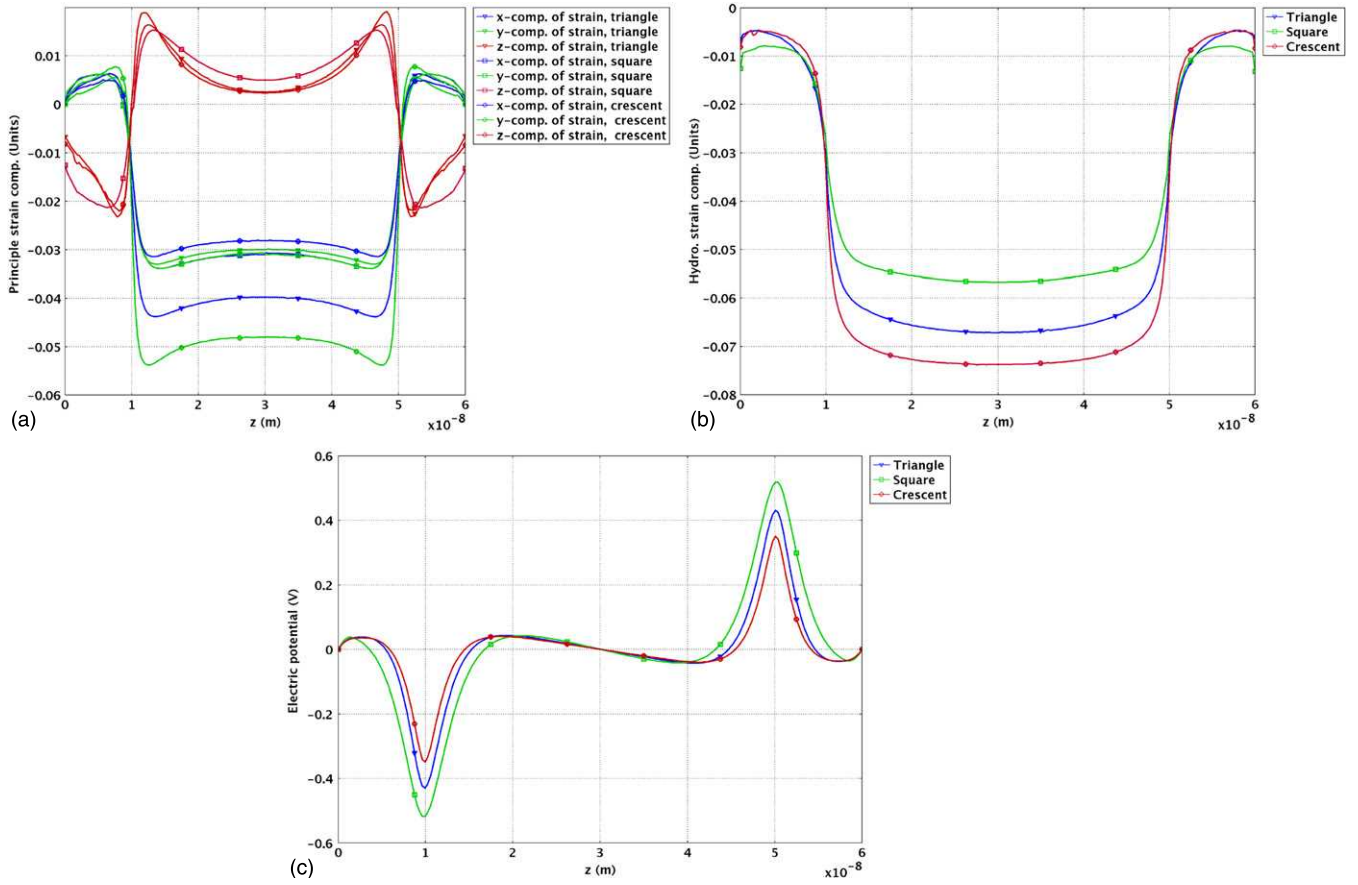 0.01
0
−0.01
−0.02
−0.03
−0.04
−0.05
−0.06
Principle strain comp. (Units)
0 1 2 3 4 5 6
z (m)
x10⁻⁸
(a)
x-comp. of strain, triangle
y-comp. of strain, triangle
z-comp. of strain, triangle
x-comp. of strain, square
y-comp. of strain, square
z-comp. of strain, square
x-comp. of strain, crescent
y-comp. of strain, crescent
z-comp. of strain, crescent
0
−0.01
−0.02
−0.03
−0.04
−0.05
−0.06
−0.07
−0.08
Hydro. strain comp. (Units)
0 1 2 3 4 5 6
z (m)
x10⁻⁸
(b)
Triangle
Square
Crescent
0.6
0.4
0.2
0
−0.2
−0.4
−0.6
Electric potential (V)
0 1 2 3 4 5 6
z (m)
x10⁻⁸
(c)
Triangle
Square
Crescent